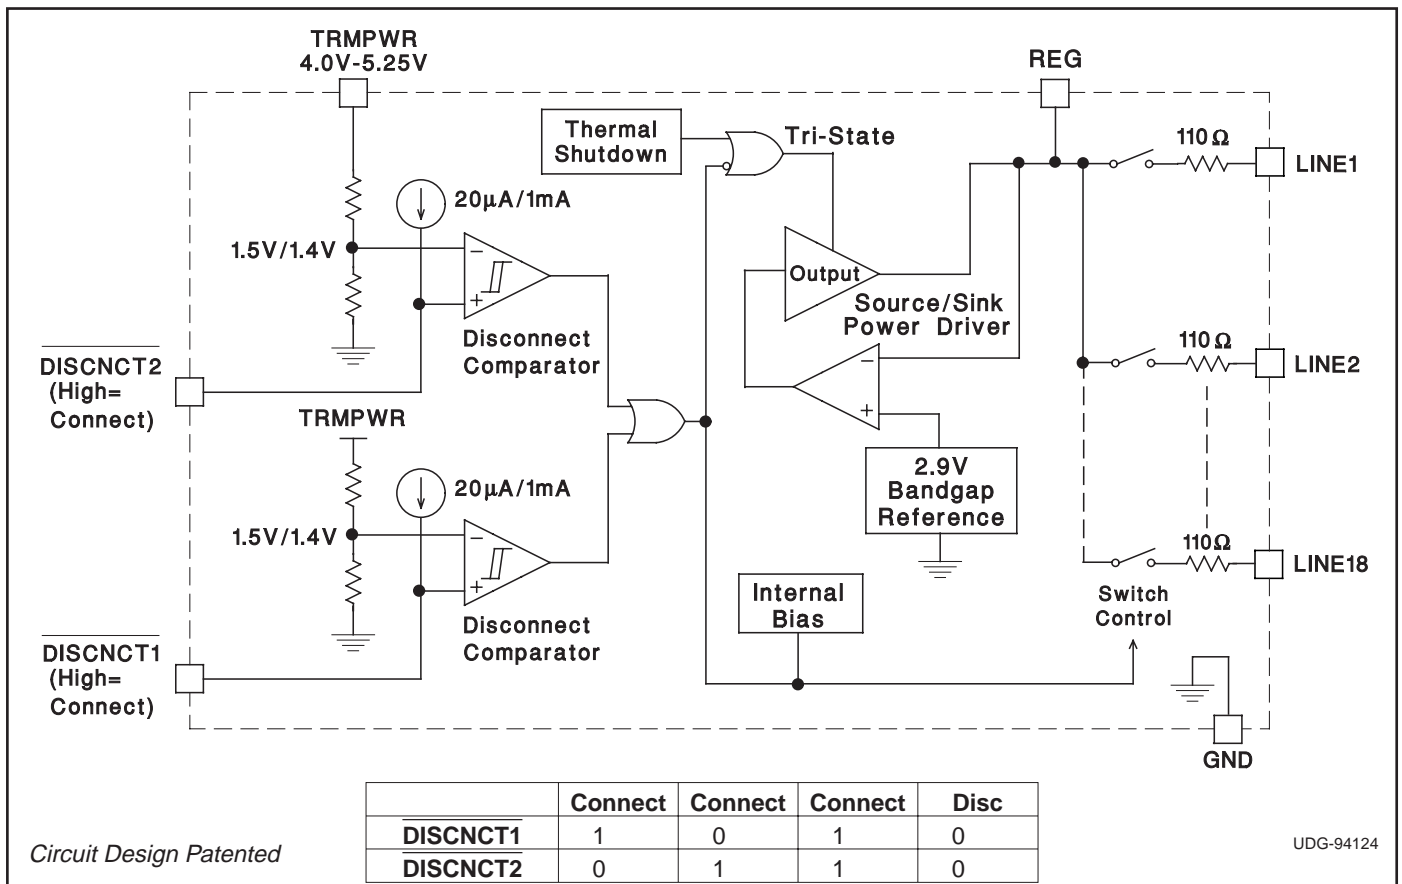 TRMPWR
4.0V-5.25V
REG
Thermal
Shutdown
Tri-State
110Ω
LINE1
20μA/1mA
1.5V/1.4V
−
+
Output
Source/Sink
Power Driver
Disconnect
Comparator
DISCNCT2
(High=
Connect)
−
+
110Ω
LINE2
TRMPWR
2.9V
Bandgap
Reference
20μA/1mA
1.5V/1.4V
−
+
110Ω
LINE18
Disconnect
Comparator
Internal
Bias
Switch
Control
DISCNCT1
(High=
Connect)
GND
Connect Connect Connect Disc
DISCNCT1 1 0 1 0
DISCNCT2 0 1 1 0
Circuit Design Patented
UDG-94124